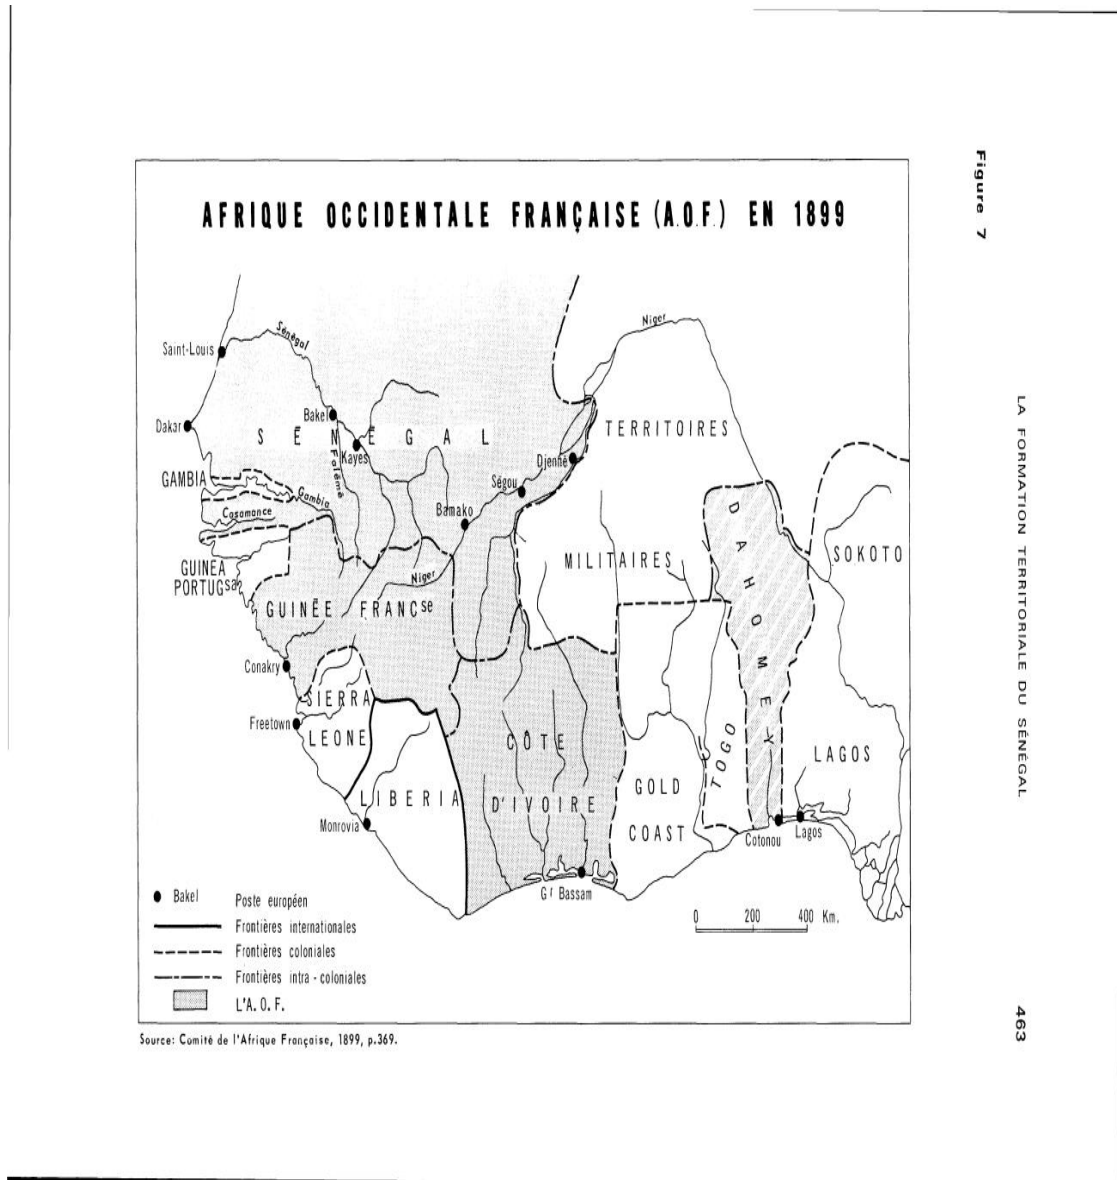 Figure 7
LA FORMATION TERRITORIALE DU SÉNÉGAL
463
AFRIQUE OCCIDENTALE FRANÇAISE (A.O.F.) EN 1899
Niger
Sénégal
Saint-Louis
Bakel
Dakar
SÉNÉGAL
TERRITOIRES
Kayes
Falémé
Djenné
GAMBIA
Ségou
Gambia
Casamance
Bamako
DAHOMEY
SOKOTO
MILITAIRES
GUINEA
PORTUGsa
Niger
GUINÉE FRANCse
Conakry
SIERRA
LEONE
Freetown
CÔTE
D'IVOIRE
TOGO
LAGOS
GOLD
COAST
LIBERIA
Monrovia
Cotonou
Lagos
Gr Bassam
0 200 400 Km.
Bakel Poste européen
Frontières internationales
Frontières coloniales
Frontières intra-coloniales
L'A.O.F.
Source: Comité de l'Afrique Française, 1899, p.369.